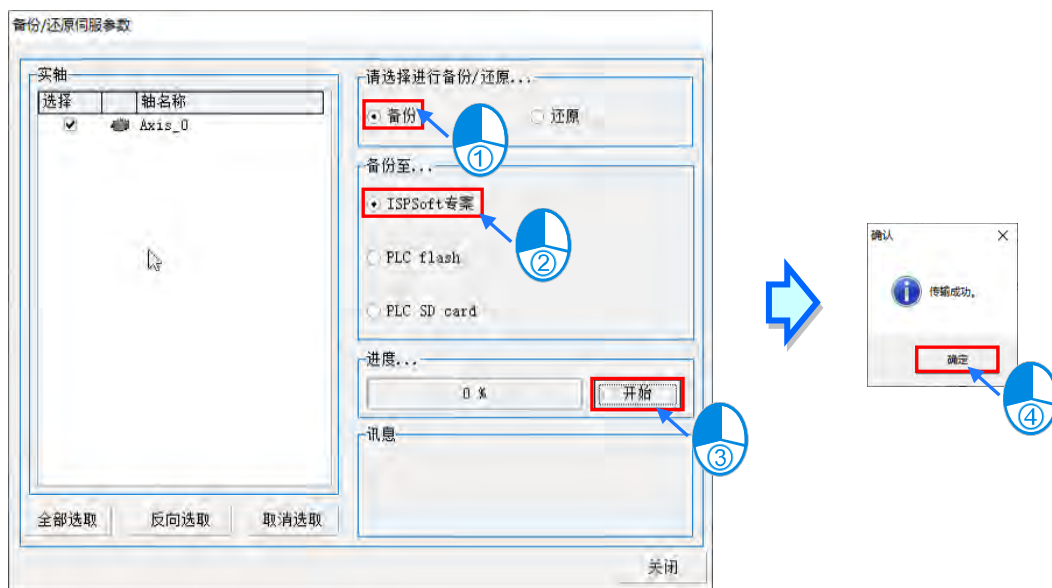 备份/还原伺服参数
实轴
选择 轴名称
Axis_0
全部选取 反向选取 取消选取
请选择进行备份/还原...
备份 还原
①
备份至...
ISPSoft专案
②
PLC flash
PLC SD card
进度...
0 % 开始
③
讯息
关闭
确认
传输成功。
确定
④